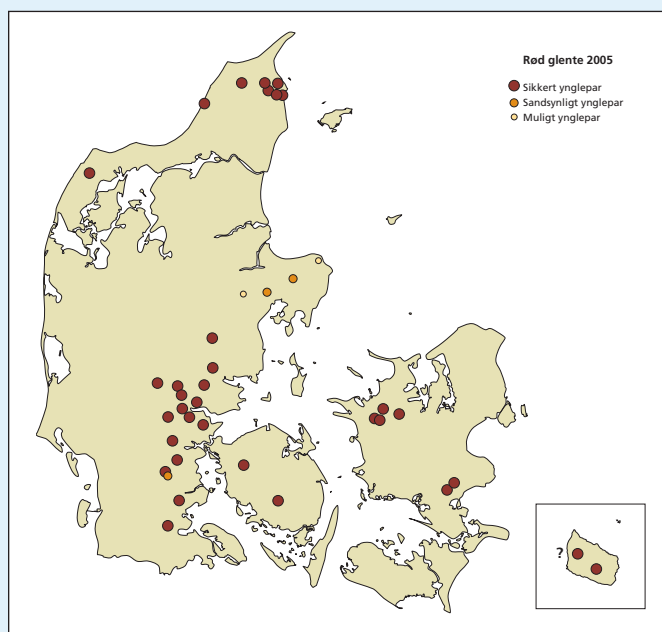 Rød glente 2005
Sikkert ynglepar
Sandsynligt ynglepar
Muligt ynglepar
?